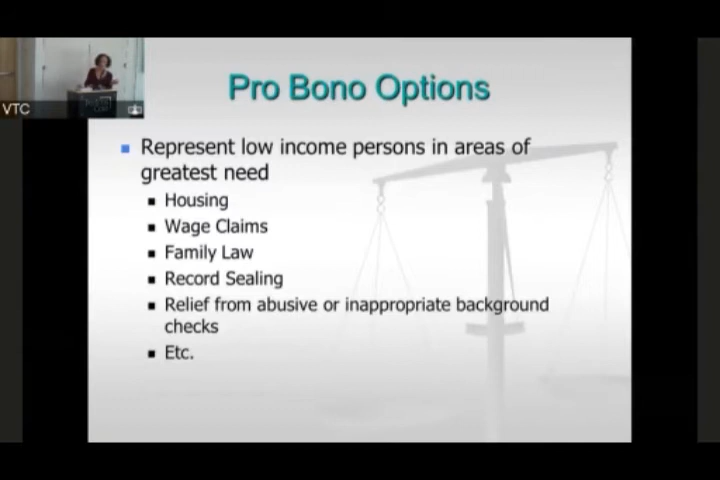 Pro Bono Options
VTC
■ Represent low income persons in areas of
greatest need
■ Housing
■ Wage Claims
■ Family Law
■ Record Sealing
■ Relief from abusive or inappropriate background
checks
■ Etc.